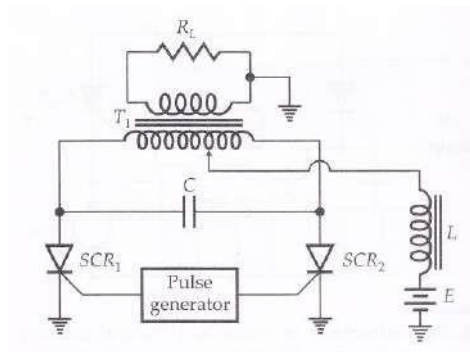 R_L
T_1
C
SCR_1
SCR_2
L
Pulse
generator
E